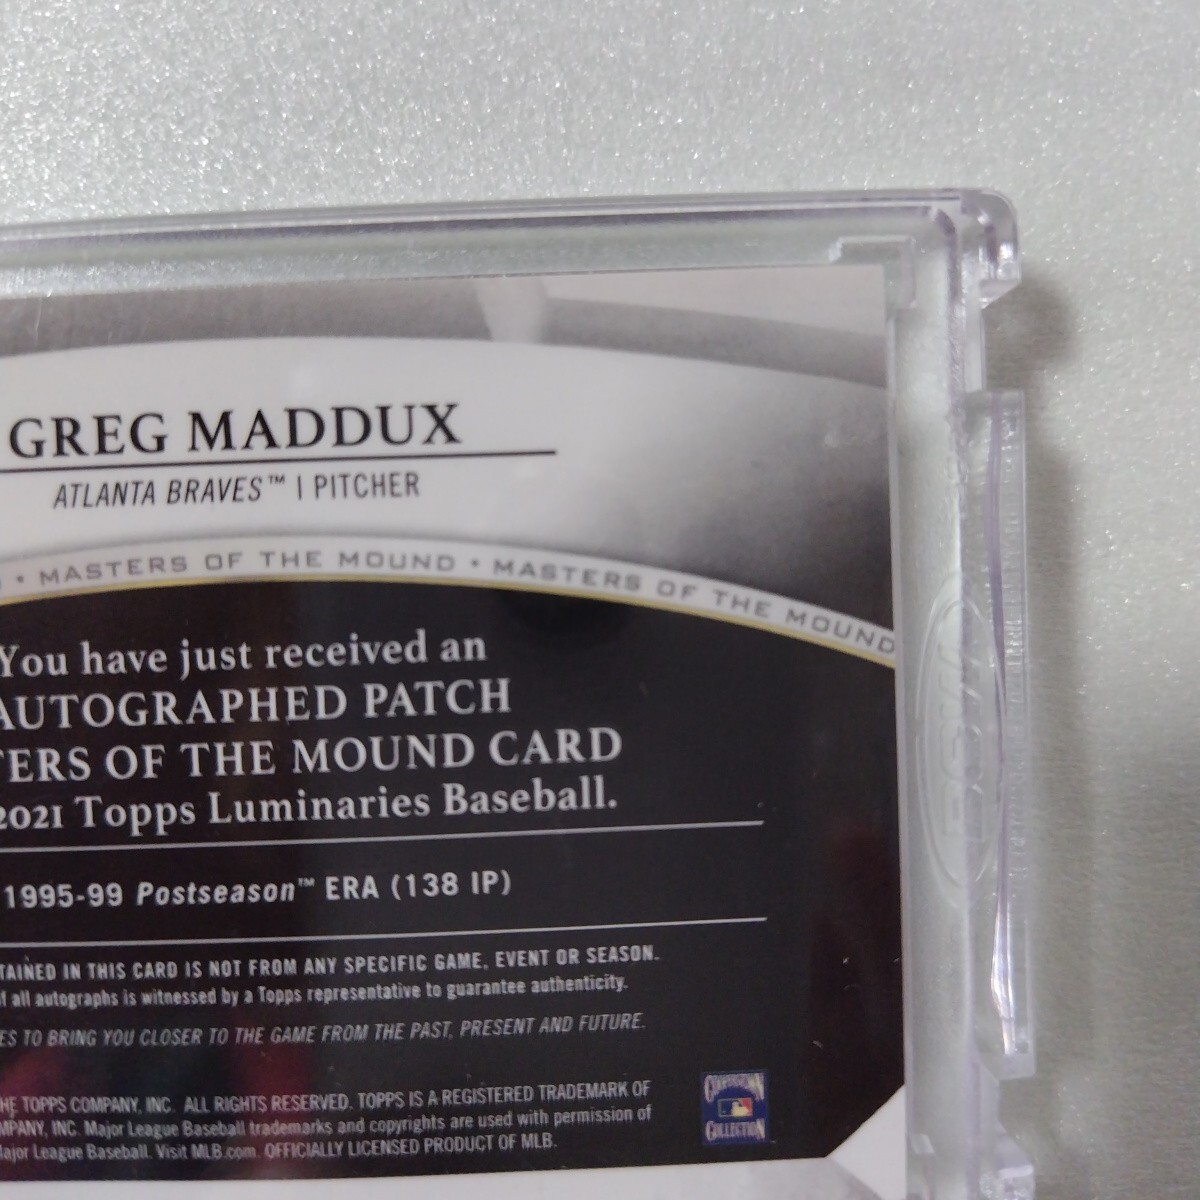 GREG MADDUX
ATLANTA BRAVES™ | PITCHER
• MASTERS OF THE MOUND • MASTERS OF THE MOUND
You have just received an
AUTOGRAPHED PATCH
TERS OF THE MOUND CARD
2021 Topps Luminaries Baseball.
1995-99 Postseason™ ERA (138 IP)
TAINED IN THIS CARD IS NOT FROM ANY SPECIFIC GAME, EVENT OR SEASON.
f all autographs is witnessed by a Topps representative to guarantee authenticity.
ES TO BRING YOU CLOSER TO THE GAME FROM THE PAST, PRESENT AND FUTURE.
HE TOPPS COMPANY, INC. ALL RIGHTS RESERVED. TOPPS IS A REGISTERED TRADEMARK OF
MPANY, INC. Major League Baseball trademarks and copyrights are used with permission of
Major League Baseball. Visit MLB.com. OFFICIALLY LICENSED PRODUCT OF MLB.
COOPERSTOWN
COLLECTION